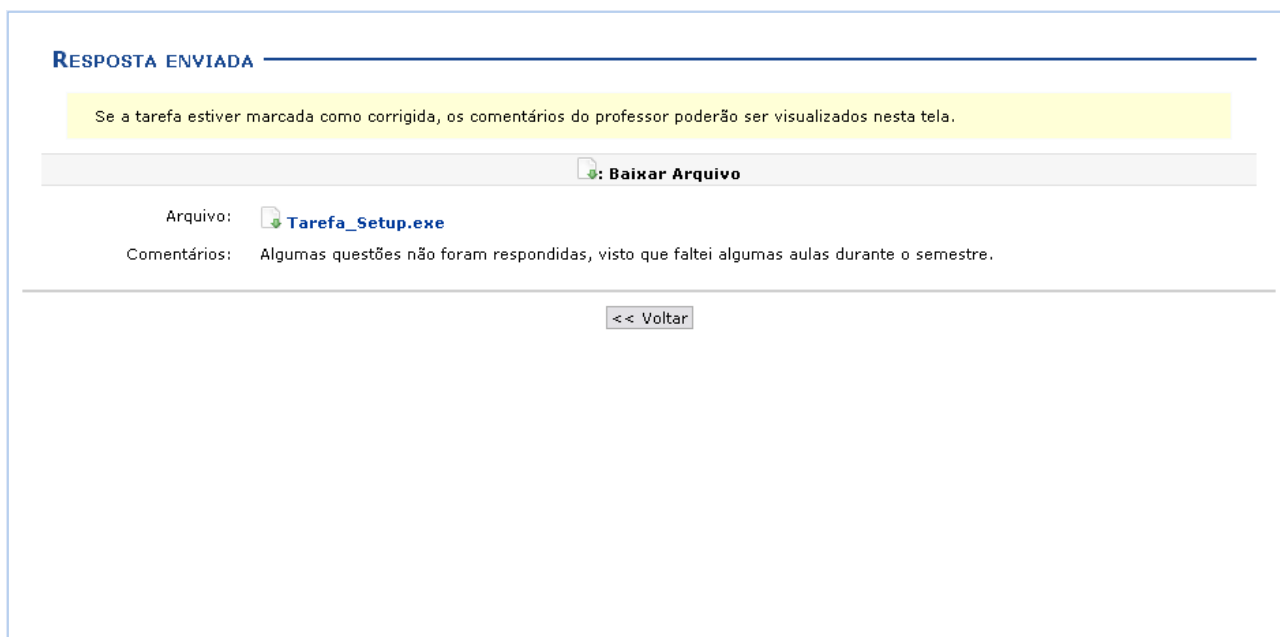 RESPOSTA ENVIADA
Se a tarefa estiver marcada como corrigida, os comentários do professor poderão ser visualizados nesta tela.
: Baixar Arquivo
Arquivo: Tarefa_Setup.exe
Comentários: Algumas questões não foram respondidas, visto que faltei algumas aulas durante o semestre.
<< Voltar